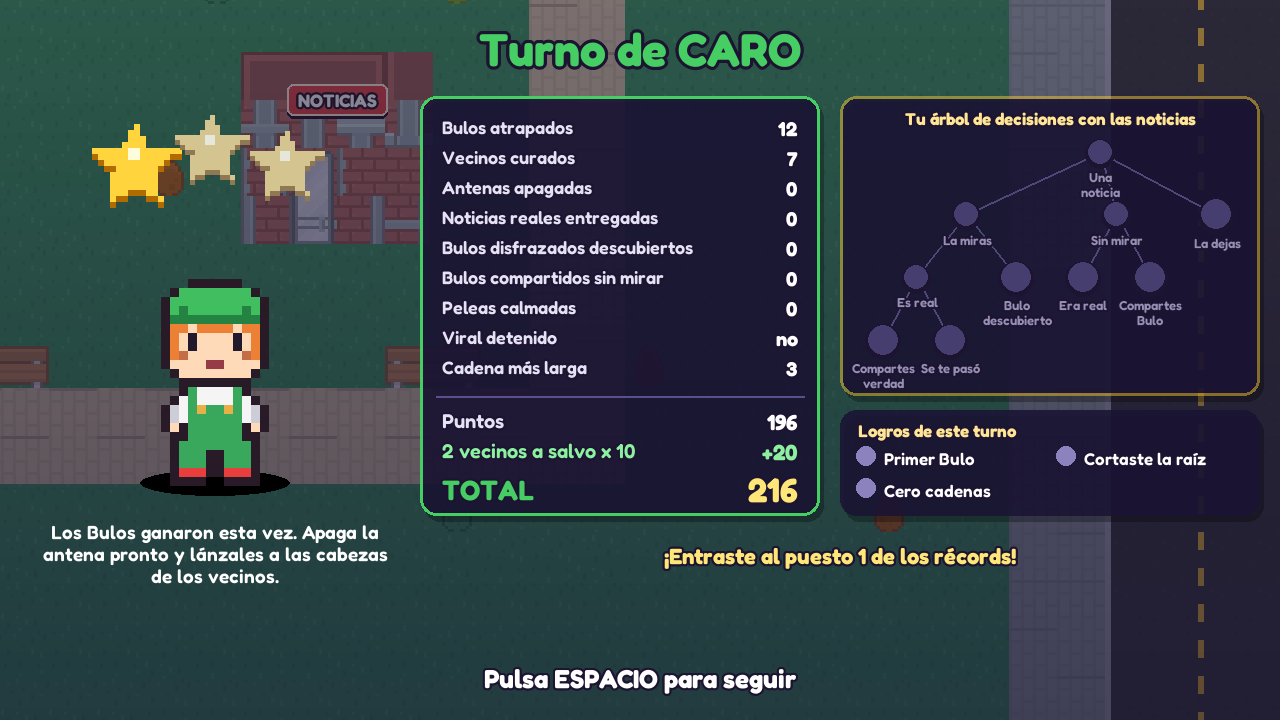 Turno de CARO
NOTICIAS
Bulos atrapados 12
Vecinos curados 7
Antenas apagadas 0
Noticias reales entregadas 0
Bulos disfrazados descubiertos 0
Bulos compartidos sin mirar 0
Peleas calmadas 0
Viral detenido no
Cadena más larga 3
Puntos 196
2 vecinos a salvo x 10 +20
TOTAL 216
Tu árbol de decisiones con las noticias
Una
noticia
La miras
Sin mirar
La dejas
Es real
Bulo
descubierto
Era real
Compartes
Bulo
Compartes
verdad
Se te pasó
Logros de este turno
Primer Bulo
Cortaste la raíz
Cero cadenas
Los Bulos ganaron esta vez. Apaga la
antena pronto y lánzales a las cabezas
de los vecinos.
¡Entraste al puesto 1 de los récords!
Pulsa ESPACIO para seguir